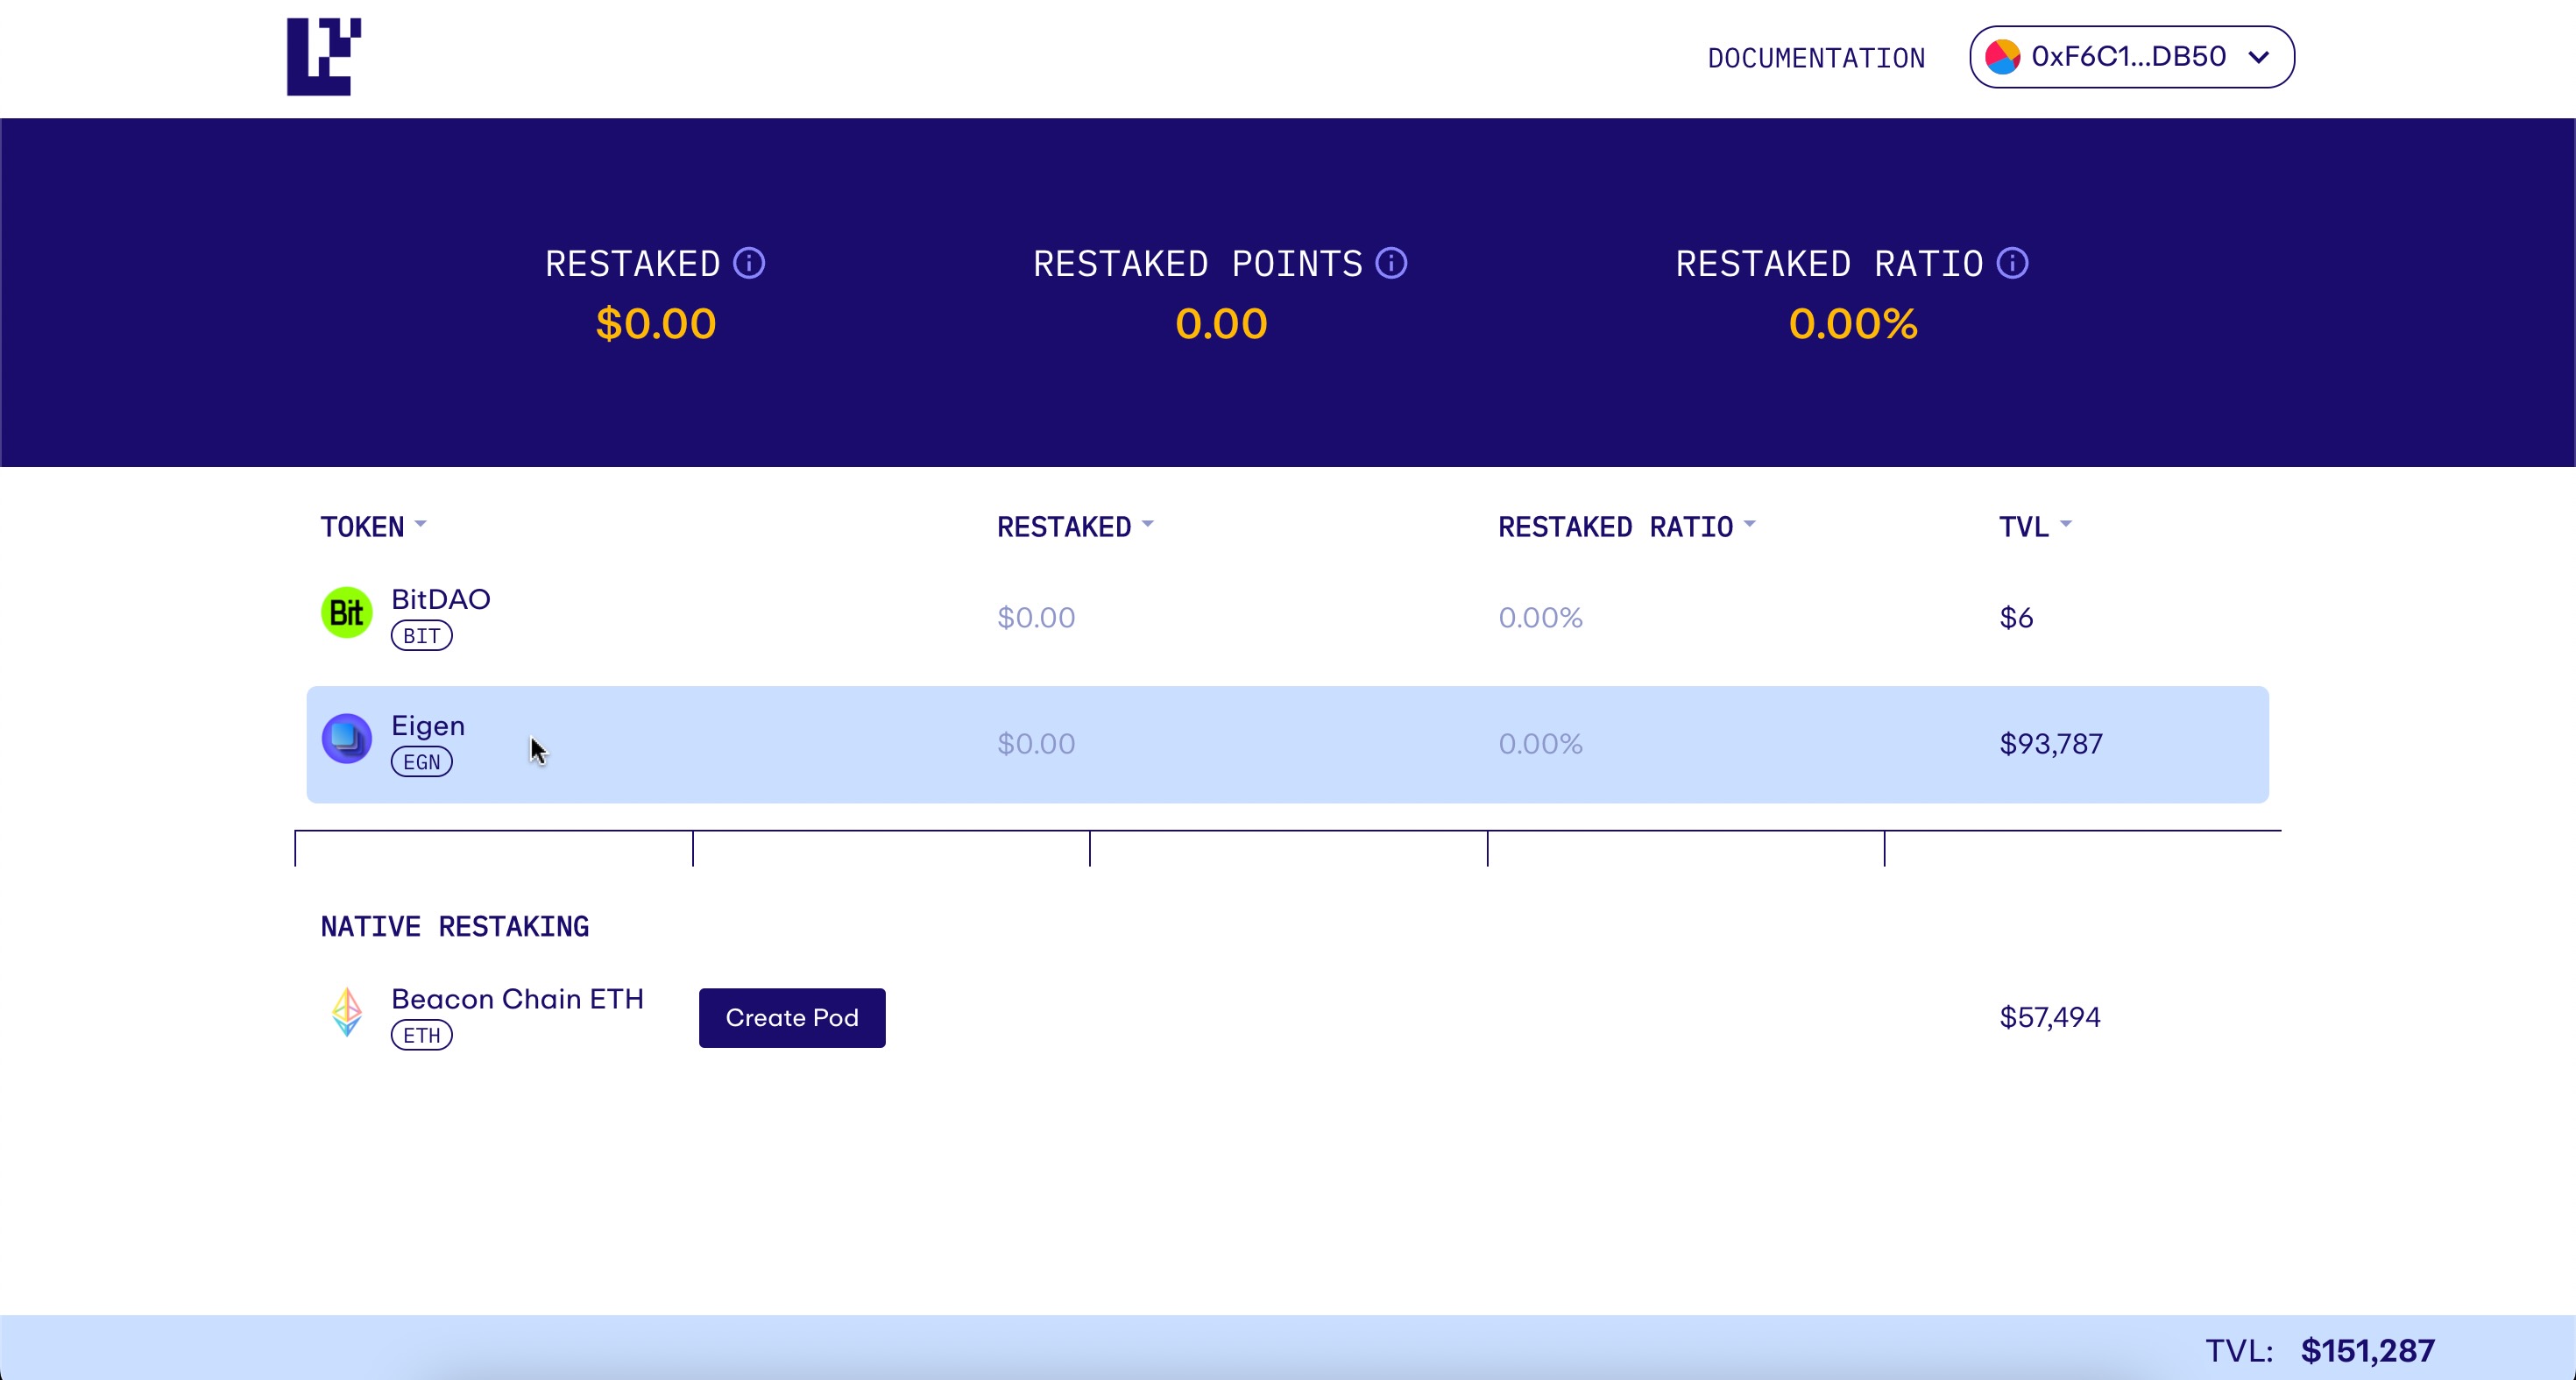 DOCUMENTATION 0xF6C1...DB50
RESTAKED RESTAKED POINTS RESTAKED RATIO
$0.00 0.00 0.00%
TOKEN RESTAKED RESTAKED RATIO TVL
Bit BitDAO
BIT $0.00 0.00% $6
Eigen
EGN $0.00 0.00% $93,787
NATIVE RESTAKING
Beacon Chain ETH
ETH Create Pod $57,494
TVL: $151,287